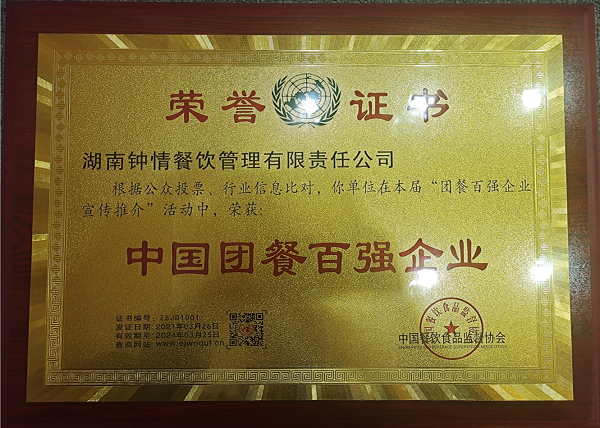 荣誉证书
湖南钟情餐饮管理有限责任公司
根据公众投票、行业信息比对，你单位在本届“团餐百强企业
宣传推介”活动中，荣获：
中国团餐百强企业
证书编号：ZSJD1001
发证日期：2021年03月26日
有效期至：2024年03月25日
查询网站：
中国餐饮食品监督协会